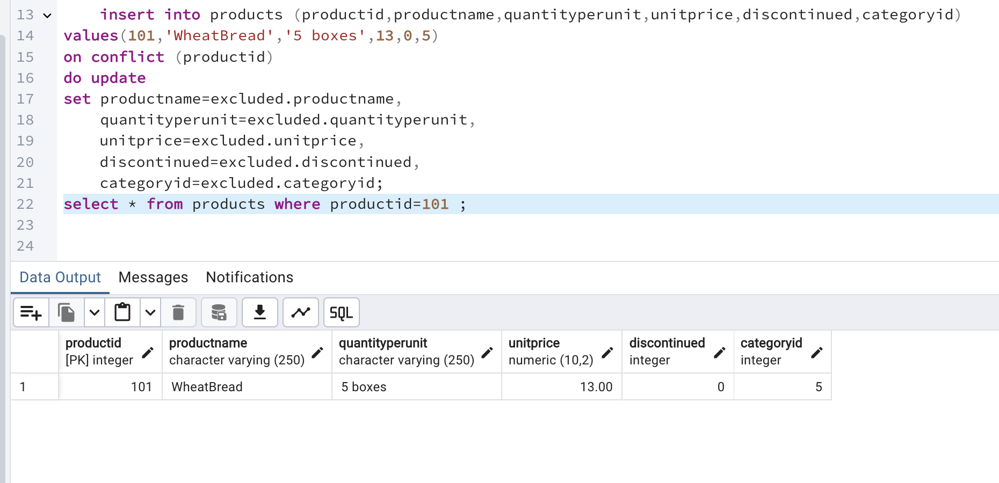 13 insert into products (productid,productname,quantityperunit,unitprice,discontinued,categoryid)
14 values(101,'WheatBread','5 boxes',13,0,5)
15 on conflict (productid)
16 do update
17 set productname=excluded.productname,
18 quantityperunit=excluded.quantityperunit,
19 unitprice=excluded.unitprice,
20 discontinued=excluded.discontinued,
21 categoryid=excluded.categoryid;
22 select * from products where productid=101 ;
23
24
Data Output Messages Notifications
SQL
productid productname quantityperunit unitprice discontinued categoryid
[PK] integer character varying (250) character varying (250) numeric (10,2) integer integer
1 101 WheatBread 5 boxes 13.00 0 5